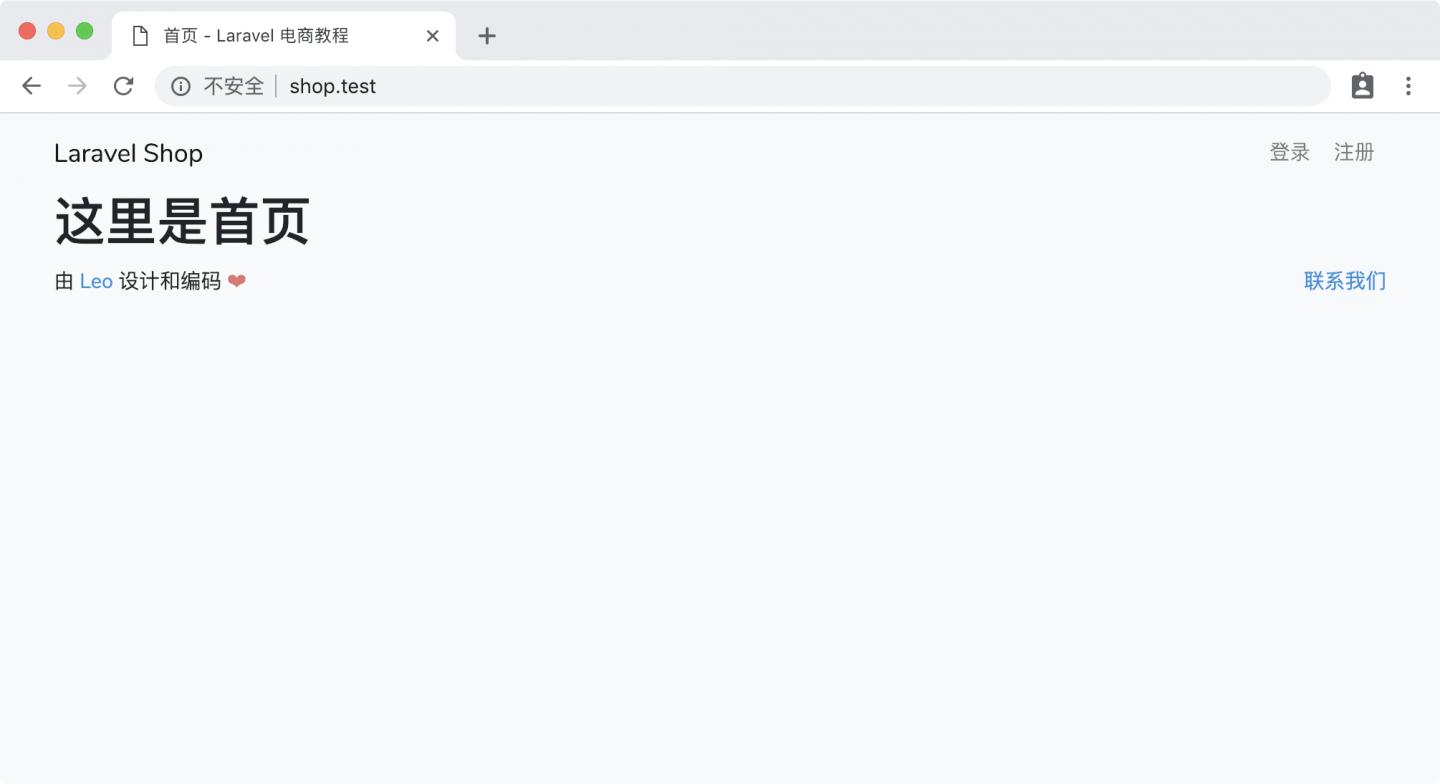 首页 - Laravel 电商教程
不安全 shop.test
Laravel Shop 登录 注册
这里是首页
由 Leo 设计和编码 ❤ 联系我们